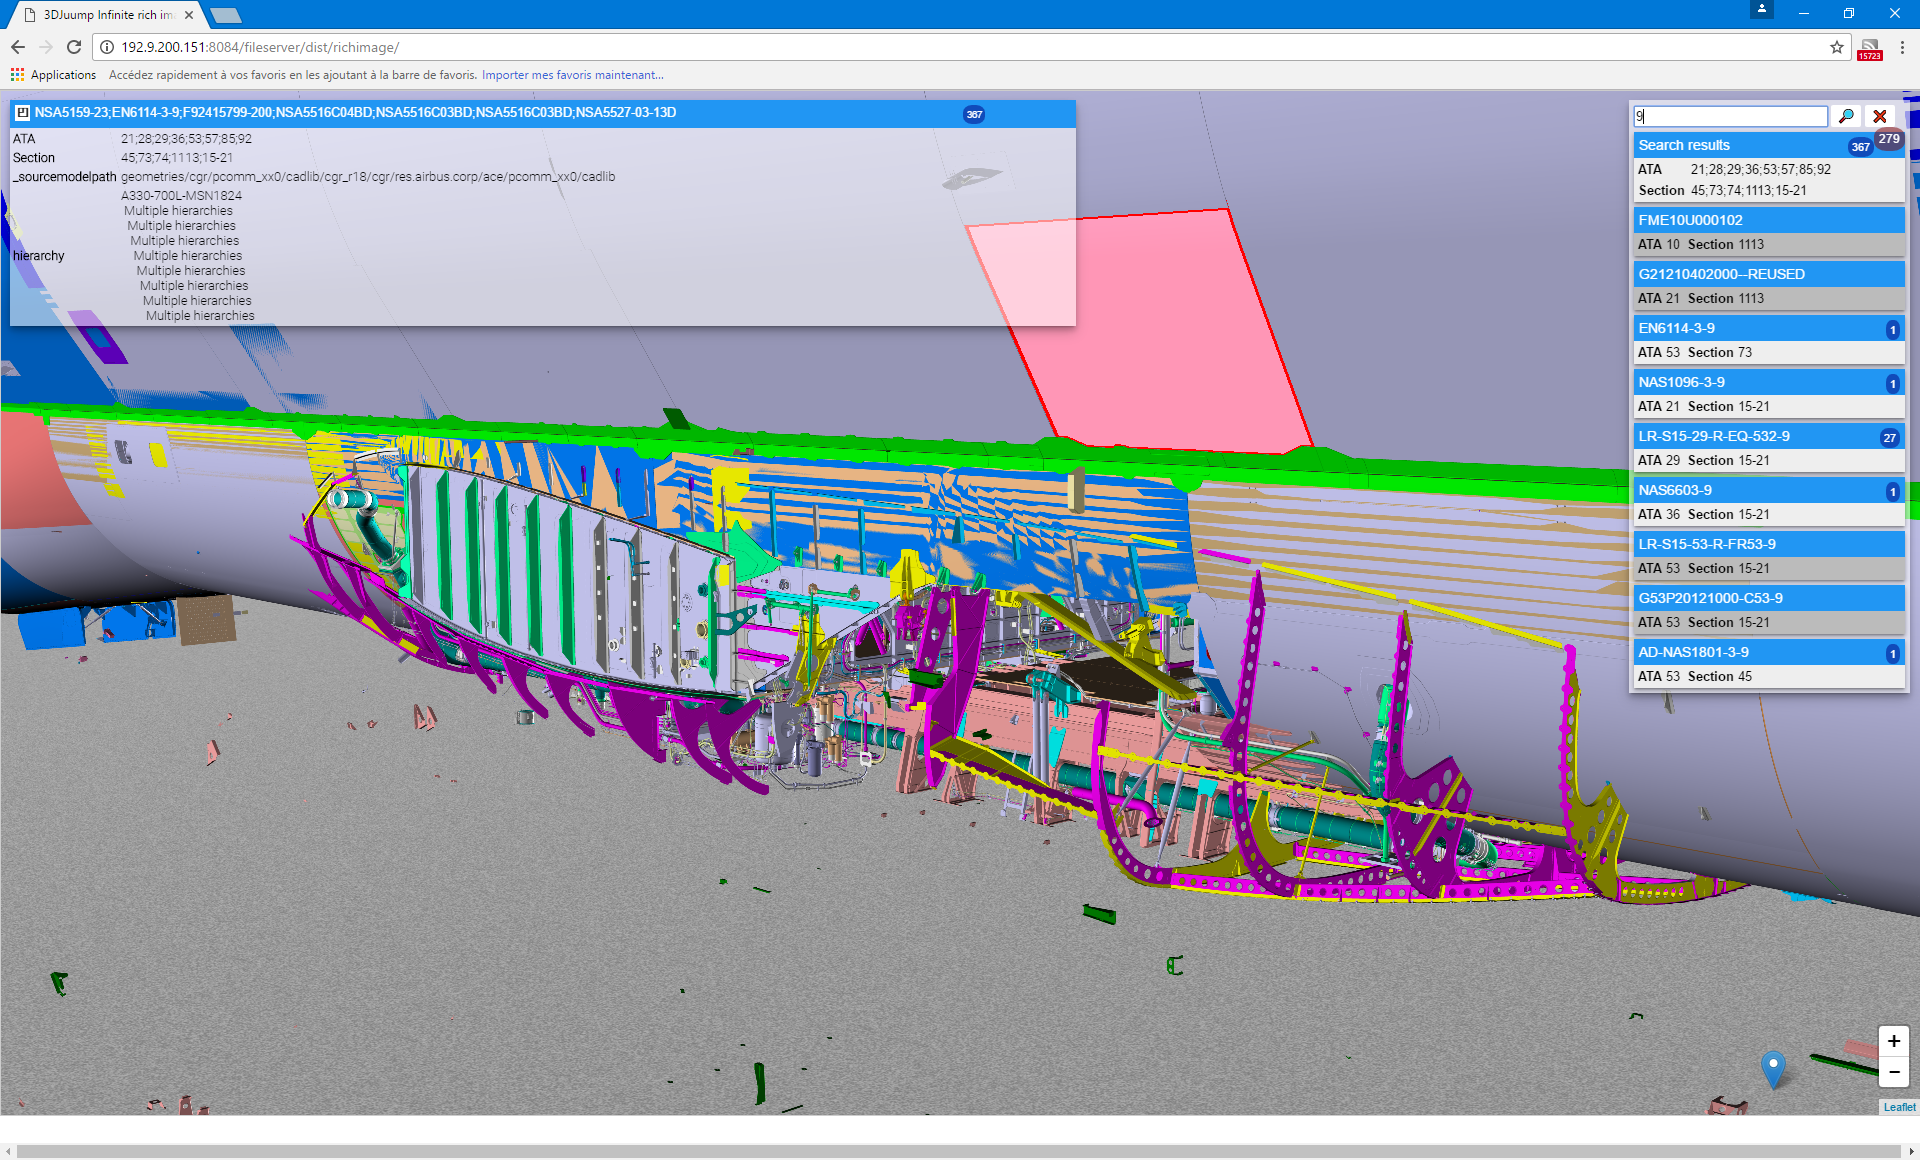 3DJuump Infinite rich im
192.9.200.151:8084/fileserver/dist/richimage/
15723
Applications Accédez rapidement à vos favoris en les ajoutant à la barre de favoris. Importer mes favoris maintenant...
NSA5159-23;EN6114-3-9;F92415799-200;NSA5516C04BD;NSA5516C03BD;NSA5516C03BD;NSA5527-03-13D 367
ATA 21;28;29;36;53;57;85;92
Section 45;73;74;1113;15-21
_sourcemodelpath geometries/cgr/pcomm_xx0/cadlib/cgr_r18/cgr/res.airbus.corp/ace/pcomm_xx0/cadlib
A330-700L-MSN1824
Multiple hierarchies
Multiple hierarchies
Multiple hierarchies
hierarchy Multiple hierarchies
Multiple hierarchies
Multiple hierarchies
Multiple hierarchies
Multiple hierarchies
9
279
Search results 367
ATA 21;28;29;36;53;57;85;92
Section 45;73;74;1113;15-21
FME10U000102
ATA 10 Section 1113
G21210402000--REUSED
ATA 21 Section 1113
EN6114-3-9 1
ATA 53 Section 73
NAS1096-3-9 1
ATA 21 Section 15-21
LR-S15-29-R-EQ-532-9 27
ATA 29 Section 15-21
NAS6603-9 1
ATA 36 Section 15-21
LR-S15-53-R-FR53-9
ATA 53 Section 15-21
G53P20121000-C53-9
ATA 53 Section 15-21
AD-NAS1801-3-9 1
ATA 53 Section 45
+
−
Leaflet